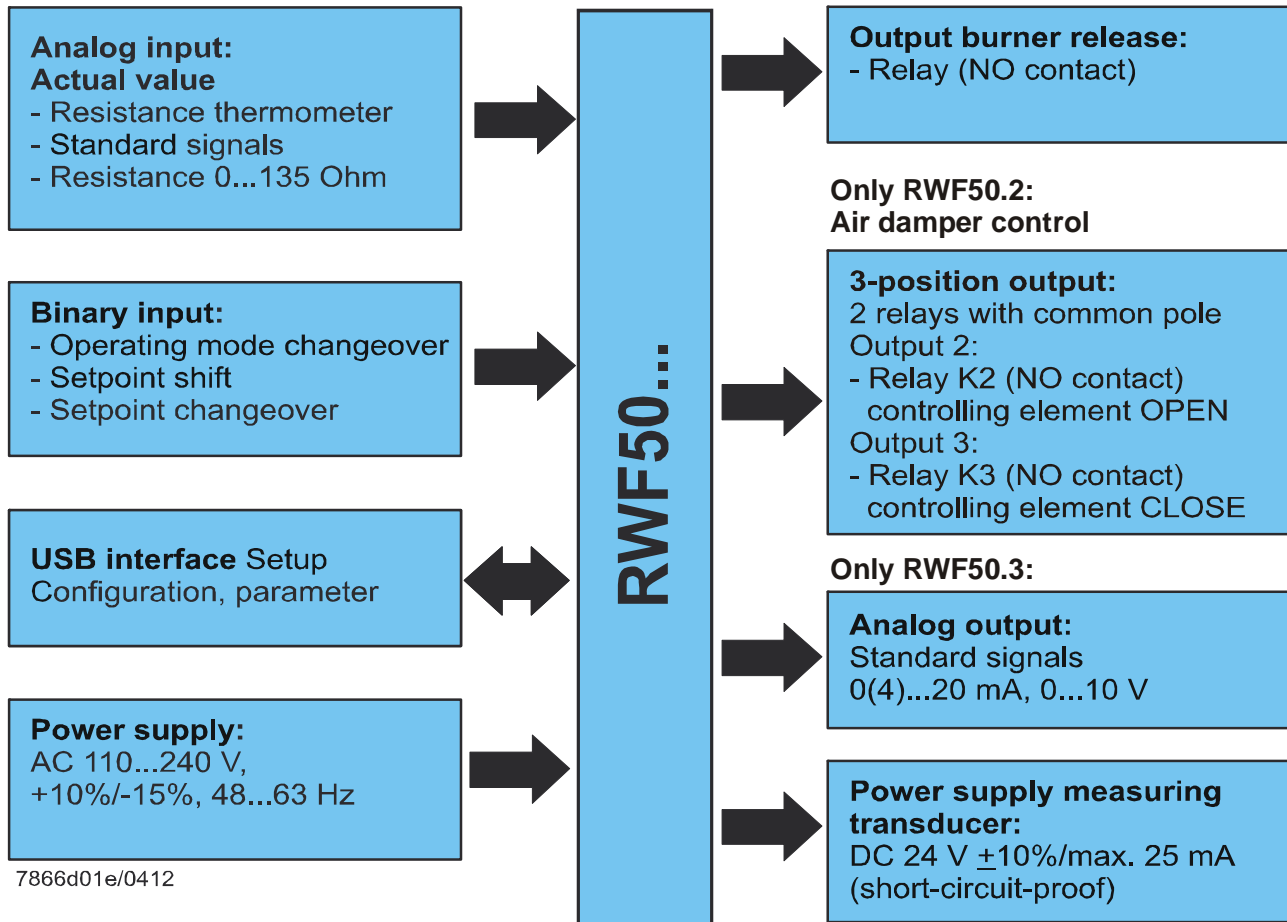 Analog input:
Actual value
- Resistance thermometer
- Standard signals
- Resistance 0...135 Ohm
Binary input:
- Operating mode changeover
- Setpoint shift
- Setpoint changeover
USB interface Setup
Configuration, parameter
Power supply:
AC 110...240 V,
+10%/-15%, 48...63 Hz
7866d01e/0412
RWF50...
Output burner release:
- Relay (NO contact)
Only RWF50.2:
Air damper control
3-position output:
2 relays with common pole
Output 2:
- Relay K2 (NO contact)
controlling element OPEN
Output 3:
- Relay K3 (NO contact)
controlling element CLOSE
Only RWF50.3:
Analog output:
Standard signals
0(4)...20 mA, 0...10 V
Power supply measuring
transducer:
DC 24 V ±10%/max. 25 mA
(short-circuit-proof)